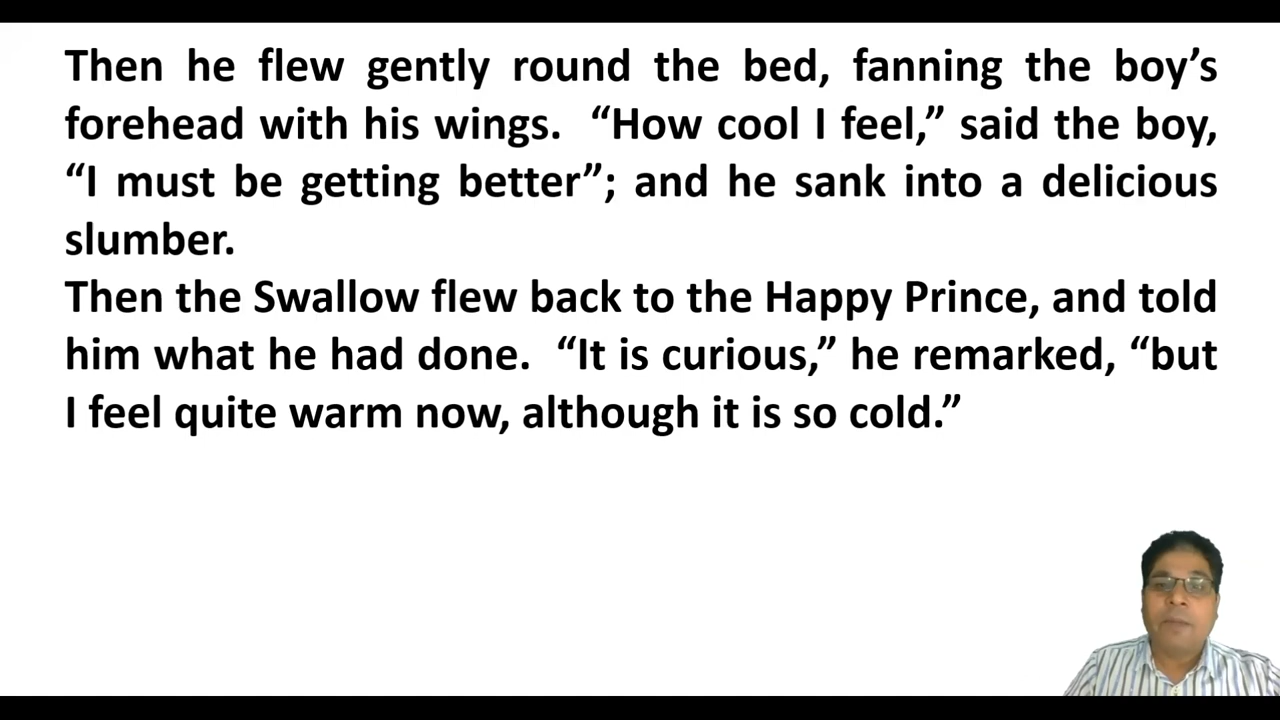 Then he flew gently round the bed, fanning the boy’s
forehead with his wings.  “How cool I feel,” said the boy,
“I must be getting better”; and he sank into a delicious
slumber.
Then the Swallow flew back to the Happy Prince, and told
him what he had done.  “It is curious,” he remarked, “but
I feel quite warm now, although it is so cold.”